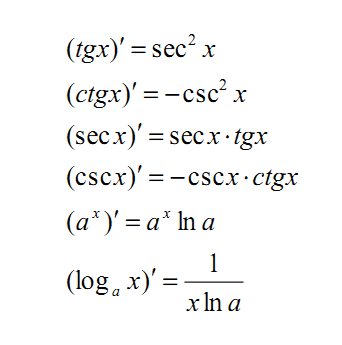 (tgx)′ = sec² x
(ctgx)′ = −csc² x
(sec x)′ = sec x · tgx
(csc x)′ = −csc x · ctgx
(aˣ)′ = aˣ ln a
(logₐ x)′ = 1 / (x ln a)